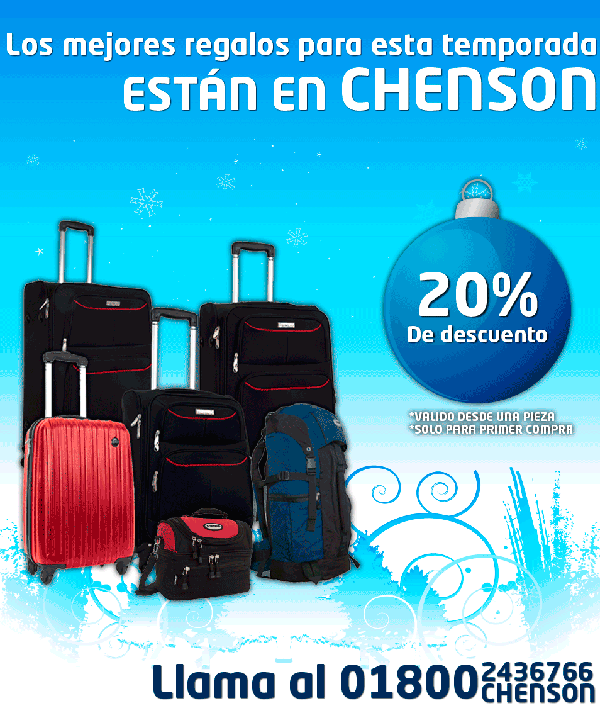 Los mejores regalos para esta temporada
ESTÁN EN CHENSON
20%
De descuento
*VALIDO DESDE UNA PIEZA
*SOLO PARA PRIMER COMPRA
Llama al 01800 2436766
CHENSON